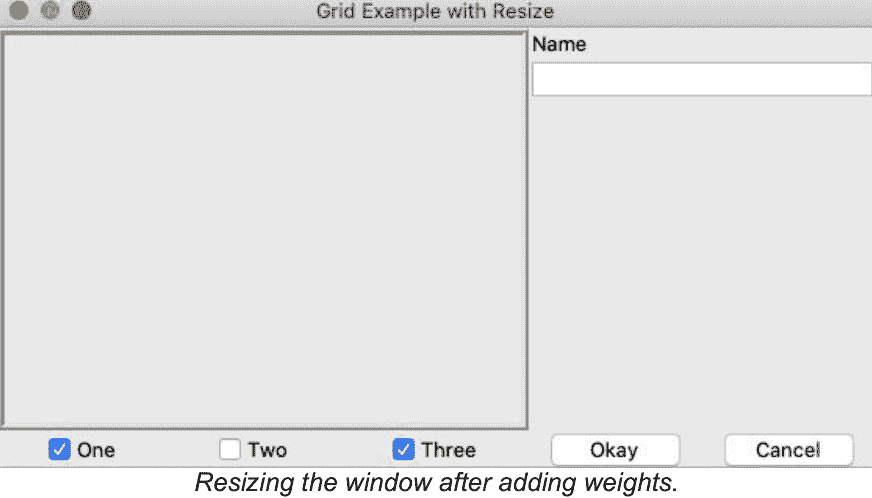 Grid Example with Resize
Name
One Two Three Okay Cancel
Resizing the window after adding weights.